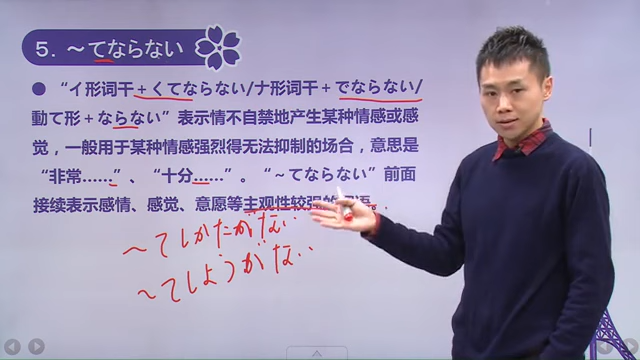 5. ～てならない
● “イ形词干＋くてならない/ナ形词干＋でならない/
動て形＋ならない”表示情不自禁地产生某种情感或感
觉，一般用于某种情感强烈得无法抑制的场合，意思是
“非常……”、“十分……”。“～てならない”前面
接续表示感情、感觉、意愿等主观性较强的
～てしかたがない
～てしょうがない